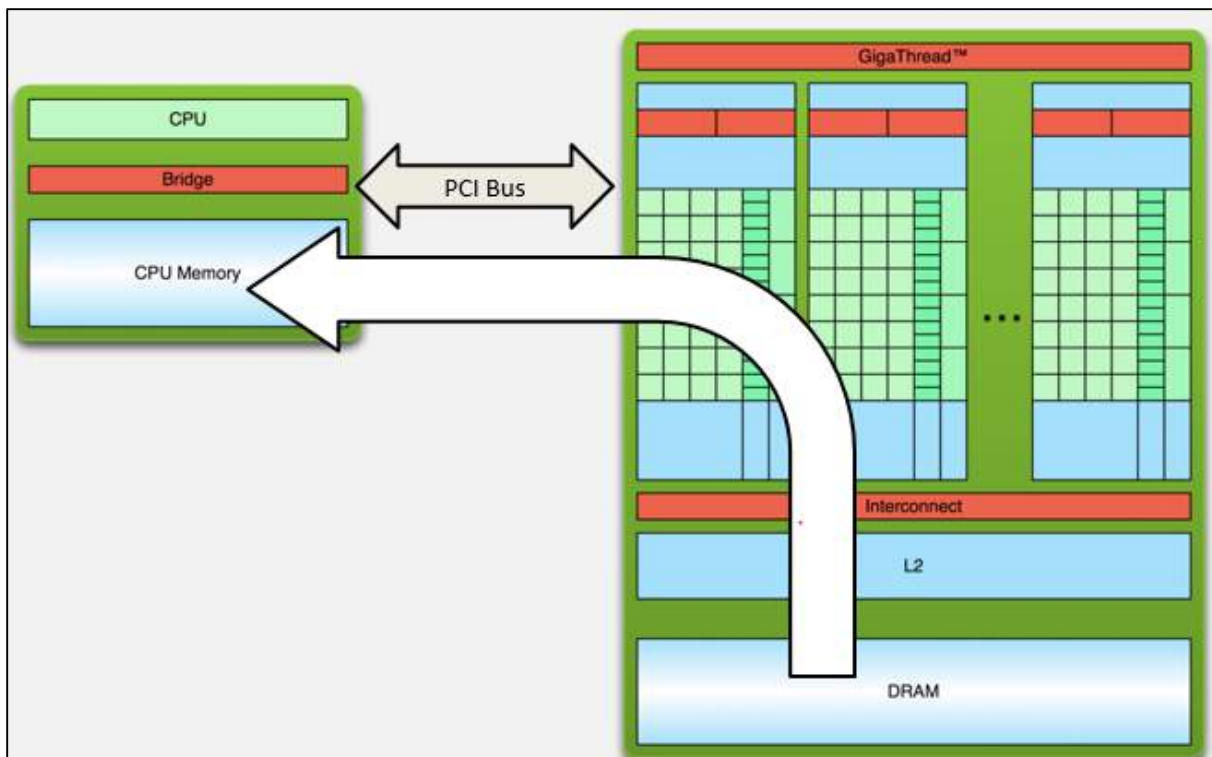 GigaThread™
CPU
Bridge
PCI Bus
CPU Memory
Interconnect
L2
DRAM